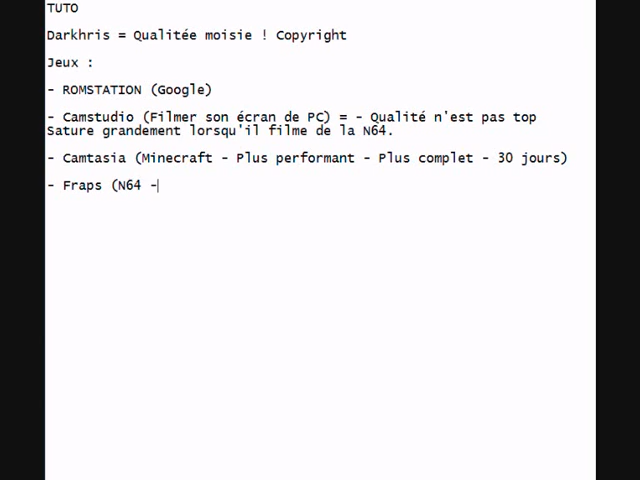 TUTO
Darkhris = Qualitée moisie ! Copyright
Jeux :
- ROMSTATION (Google)
- Camstudio (Filmer son écran de PC) = - Qualité n'est pas top
Sature grandement lorsqu'il filme de la N64.
- Camtasia (Minecraft - Plus performant - Plus complet - 30 jours)
- Fraps (N64 -